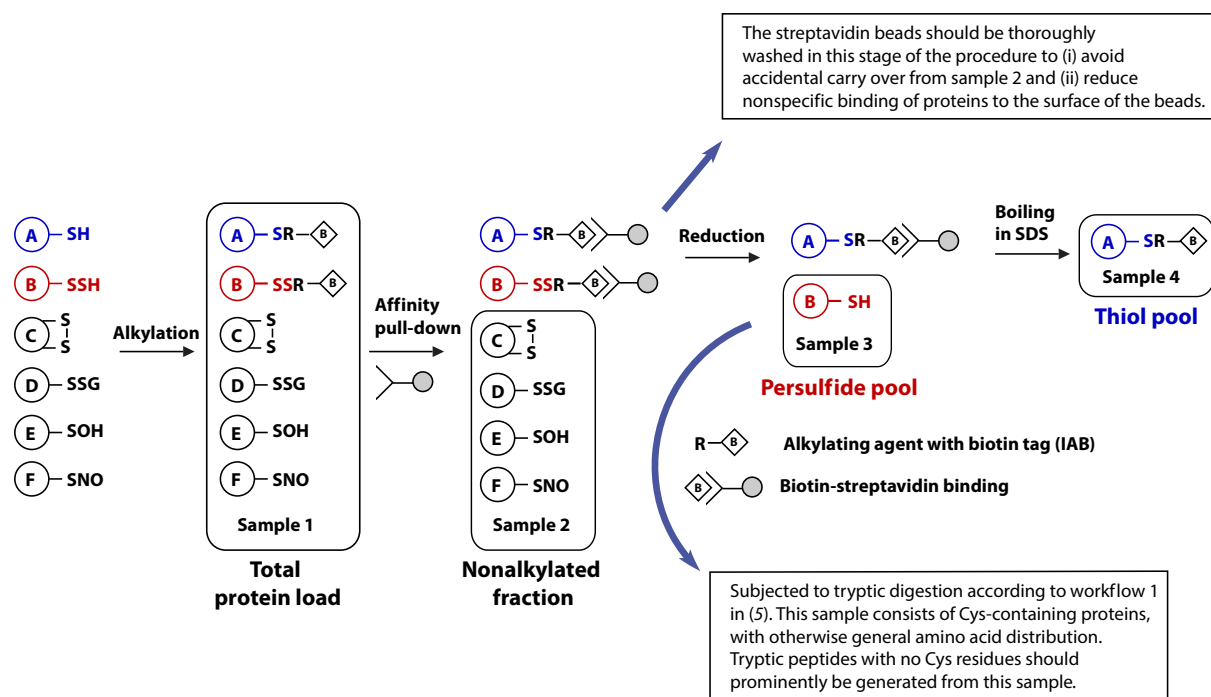 The streptavidin beads should be thoroughly
washed in this stage of the procedure to (i) avoid
accidental carry over from sample 2 and (ii) reduce
nonspecific binding of proteins to the surface of the beads.
A SH
B SSH
C S S
D SSG
E SOH
F SNO
Alkylation
A SR B
B SSR B
C S S
D SSG
E SOH
F SNO
Sample 1
Total
protein load
Affinity
pull-down
A SR B
B SSR B
C S S
D SSG
E SOH
F SNO
Sample 2
Nonalkylated
fraction
Reduction
A SR B
B SH
Sample 3
Persulfide pool
Boiling
in SDS
A SR B
Sample 4
Thiol pool
R B Alkylating agent with biotin tag (IAB)
B Biotin-streptavidin binding
Subjected to tryptic digestion according to workflow 1
in (5). This sample consists of Cys-containing proteins,
with otherwise general amino acid distribution.
Tryptic peptides with no Cys residues should
prominently be generated from this sample.